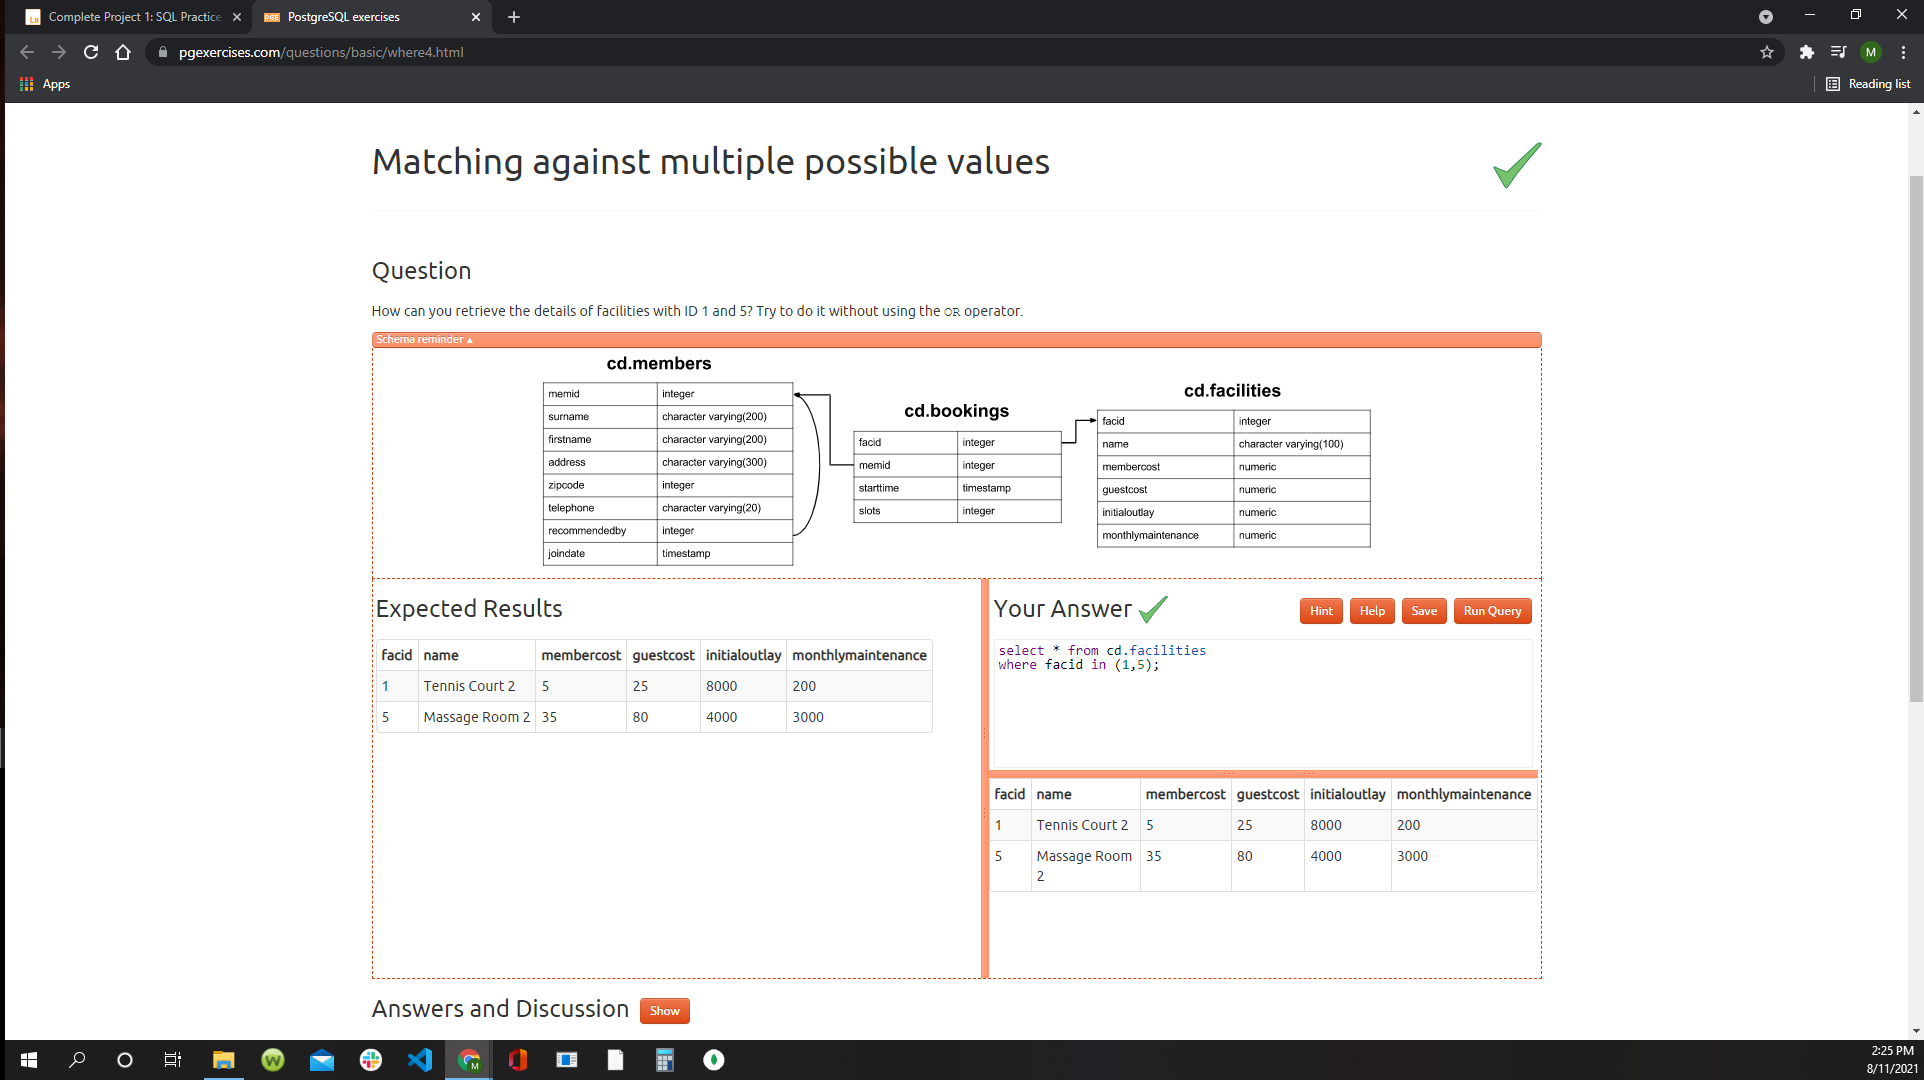 Complete Project 1: SQL Practice
PostgreSQL exercises
pgexercises.com/questions/basic/where4.html
M
Apps
Reading list
Matching against multiple possible values
Question
How can you retrieve the details of facilities with ID 1 and 5? Try to do it without using the OR operator.
Schema reminder ▲
cd.members
memid integer
surname character varying(200)
firstname character varying(200)
address character varying(300)
zipcode integer
telephone character varying(20)
recommendedby integer
joindate timestamp
cd.bookings
facid integer
memid integer
starttime timestamp
slots integer
cd.facilities
facid integer
name character varying(100)
membercost numeric
guestcost numeric
initialoutlay numeric
monthlymaintenance numeric
Expected Results
facid name membercost guestcost initialoutlay monthlymaintenance
1 Tennis Court 2 5 25 8000 200
5 Massage Room 2 35 80 4000 3000
Your Answer
Hint Help Save Run Query
select * from cd.facilities
where facid in (1,5);
facid name membercost guestcost initialoutlay monthlymaintenance
1 Tennis Court 2 5 25 8000 200
5 Massage Room 2 35 80 4000 3000
Answers and Discussion Show
2:25 PM
8/11/2021